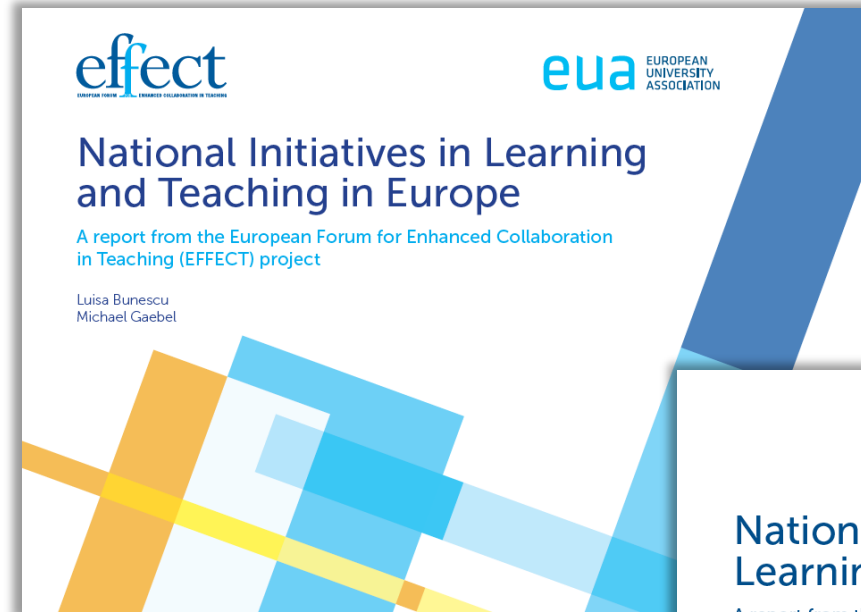 effect
EUROPEAN FORUM ENHANCED COLLABORATION IN TEACHING
eua EUROPEAN
UNIVERSITY
ASSOCIATION
National Initiatives in Learning
and Teaching in Europe
A report from the European Forum for Enhanced Collaboration
in Teaching (EFFECT) project
Luisa Bunescu
Michael Gaebel
Nation
Learnin